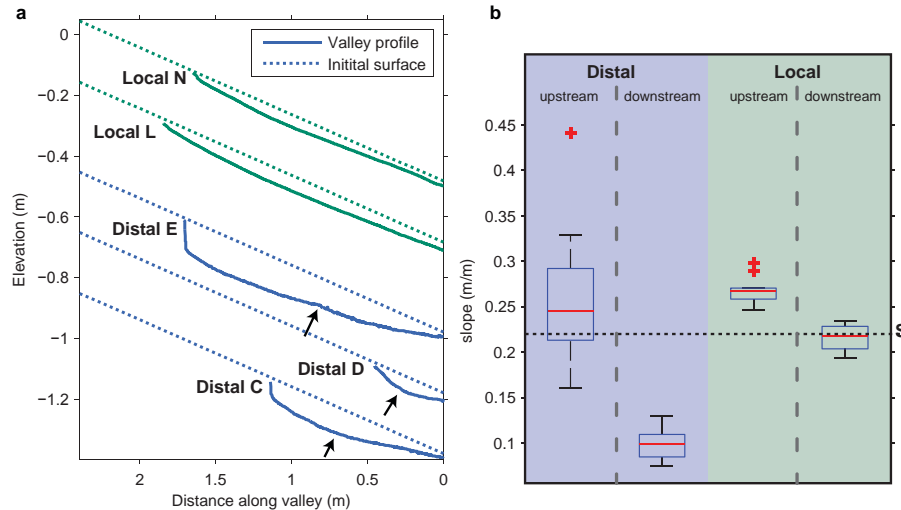 a
0
−0.2
−0.4
−0.6
−0.8
−1
−1.2
Elevation (m)
2
1.5
1
0.5
0
Distance along valley (m)
Valley profile
Initital surface
Local N
Local L
Distal E
Distal D
Distal C
b
Distal
Local
upstream
downstream
upstream
downstream
0.45
0.4
0.35
0.3
0.25
0.2
0.15
0.1
slope (m/m)
S